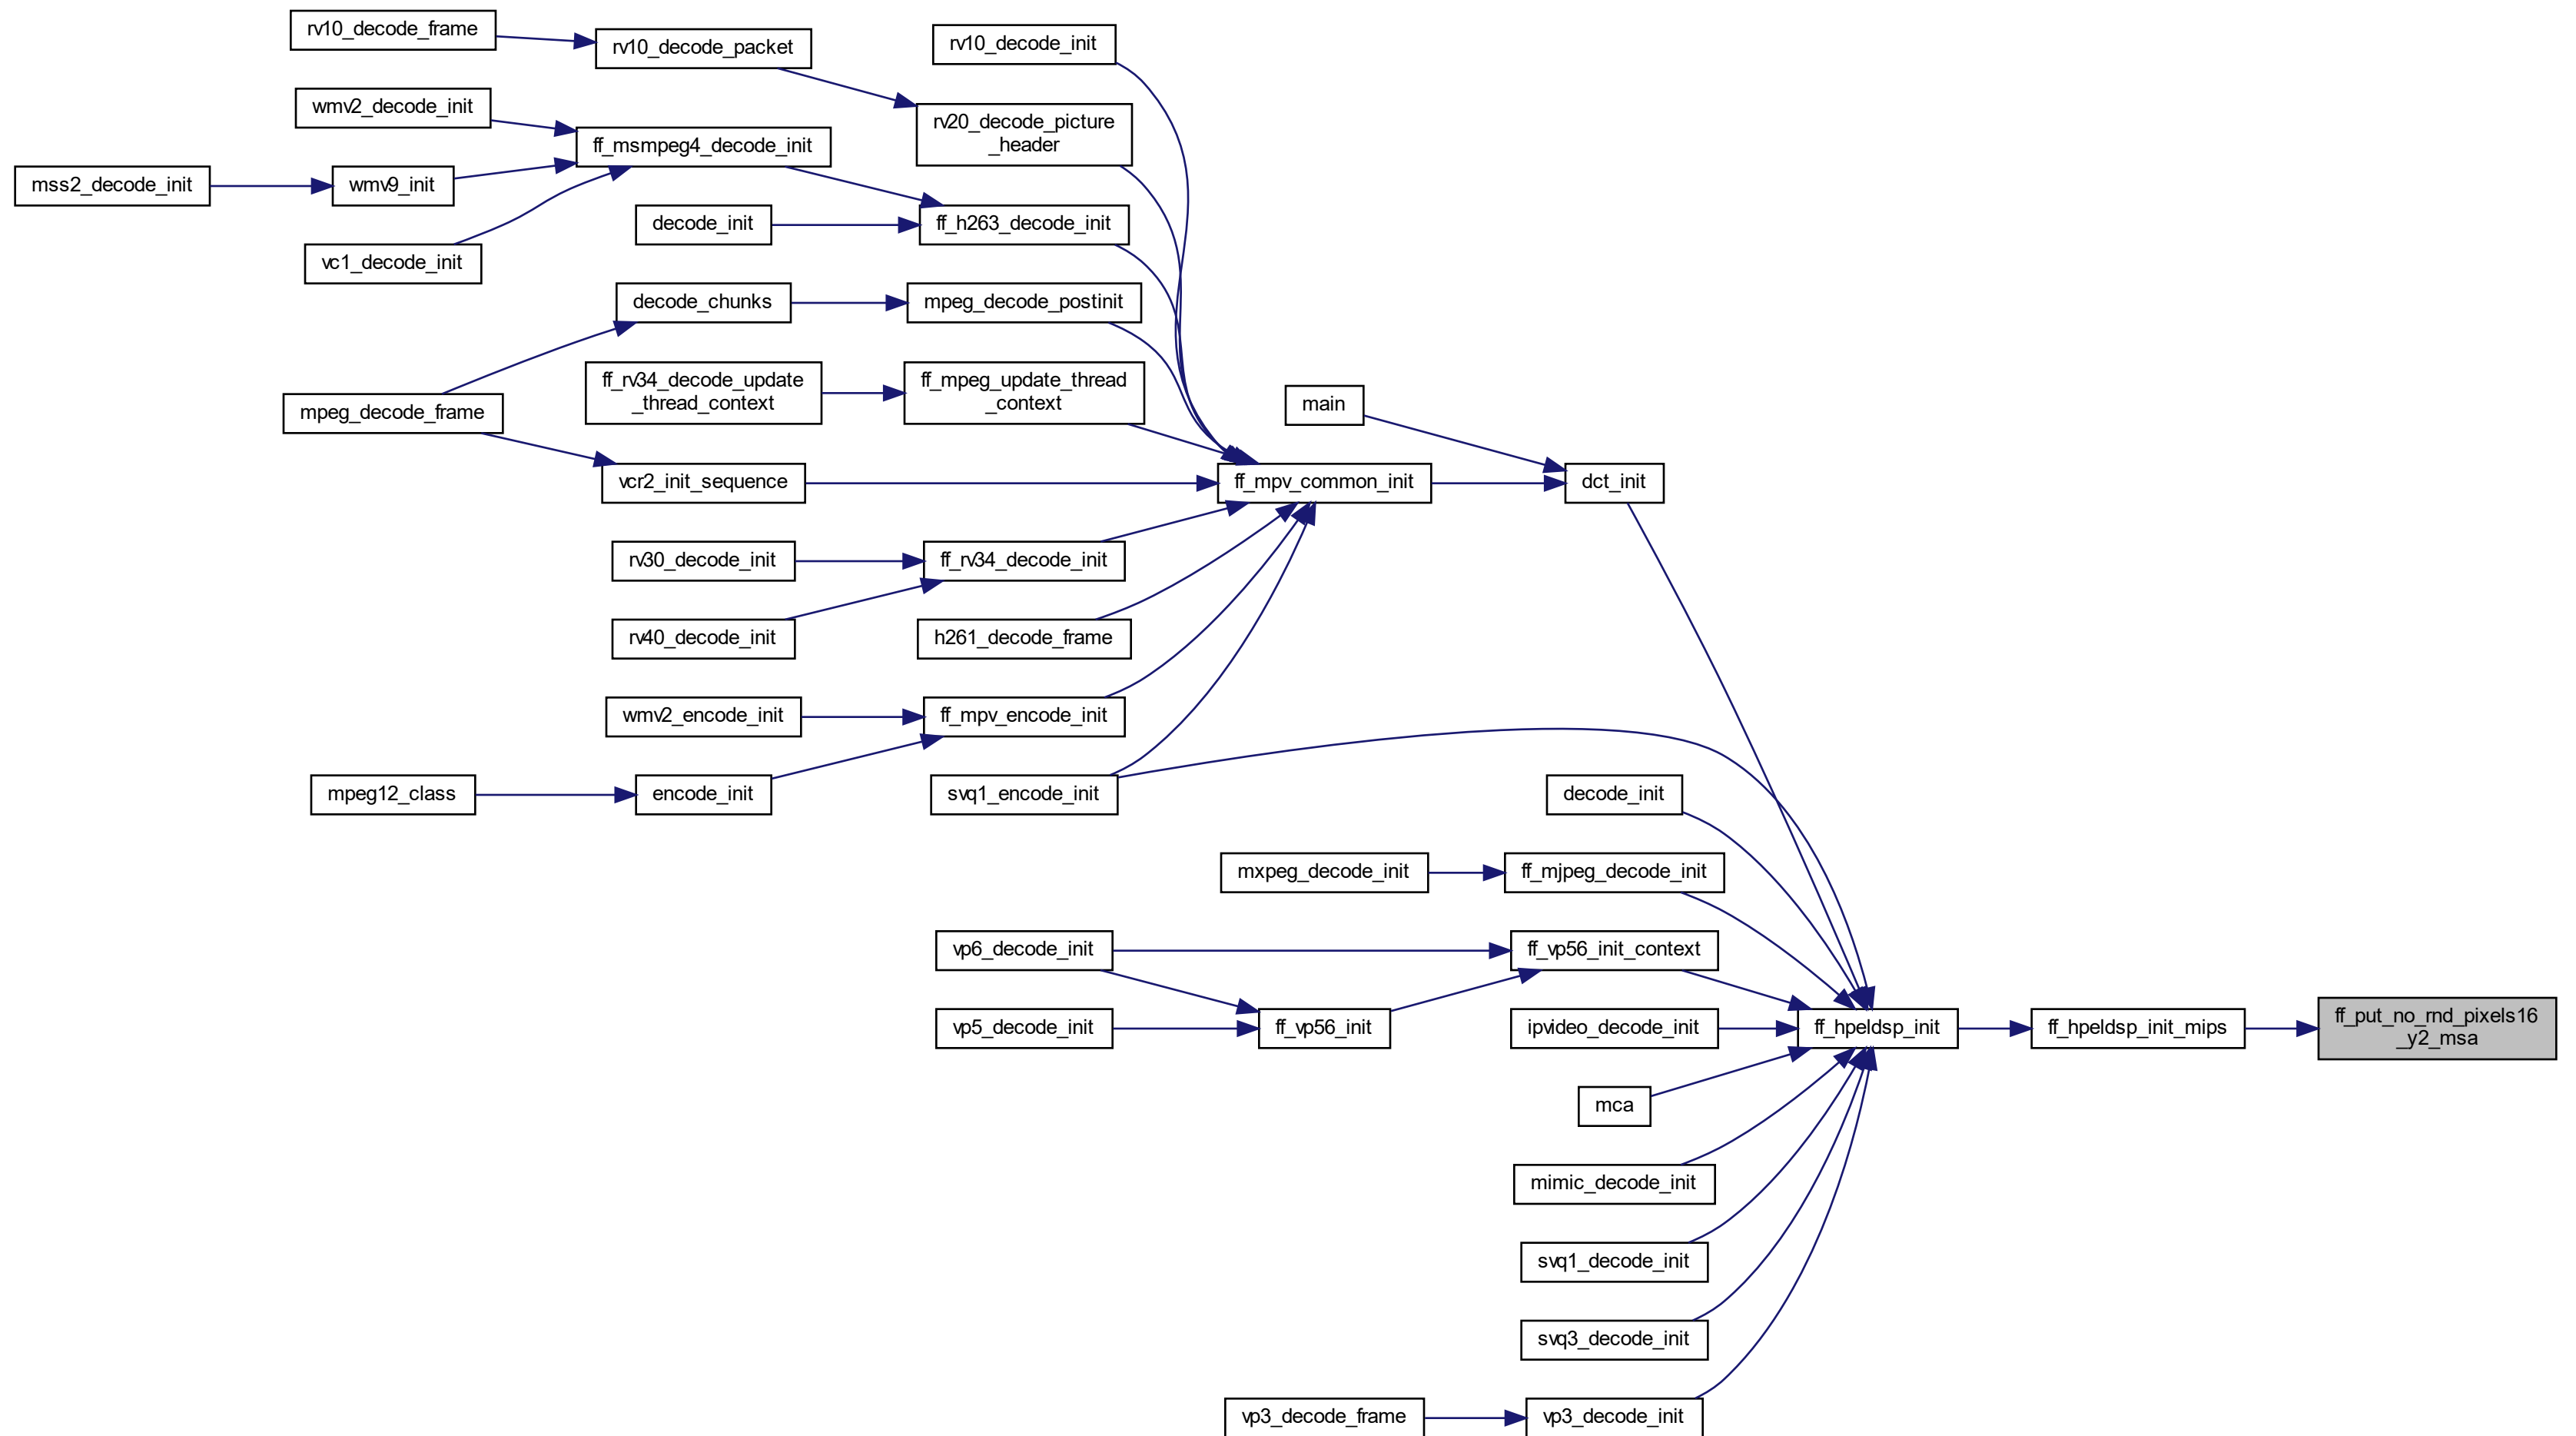 rv10_decode_frame
rv10_decode_packet
rv10_decode_init
wmv2_decode_init
rv20_decode_picture
_header
ff_msmpeg4_decode_init
mss2_decode_init
wmv9_init
decode_init
ff_h263_decode_init
vc1_decode_init
decode_chunks
mpeg_decode_postinit
ff_rv34_decode_update
_thread_context
ff_mpeg_update_thread
_context
mpeg_decode_frame
main
vcr2_init_sequence
ff_mpv_common_init
dct_init
rv30_decode_init
ff_rv34_decode_init
rv40_decode_init
h261_decode_frame
wmv2_encode_init
ff_mpv_encode_init
mpeg12_class
encode_init
svq1_encode_init
decode_init
mxpeg_decode_init
ff_mjpeg_decode_init
vp6_decode_init
ff_vp56_init_context
vp5_decode_init
ff_vp56_init
ipvideo_decode_init
ff_hpeldsp_init
ff_hpeldsp_init_mips
ff_put_no_rnd_pixels16
_y2_msa
mca
mimic_decode_init
svq1_decode_init
svq3_decode_init
vp3_decode_frame
vp3_decode_init